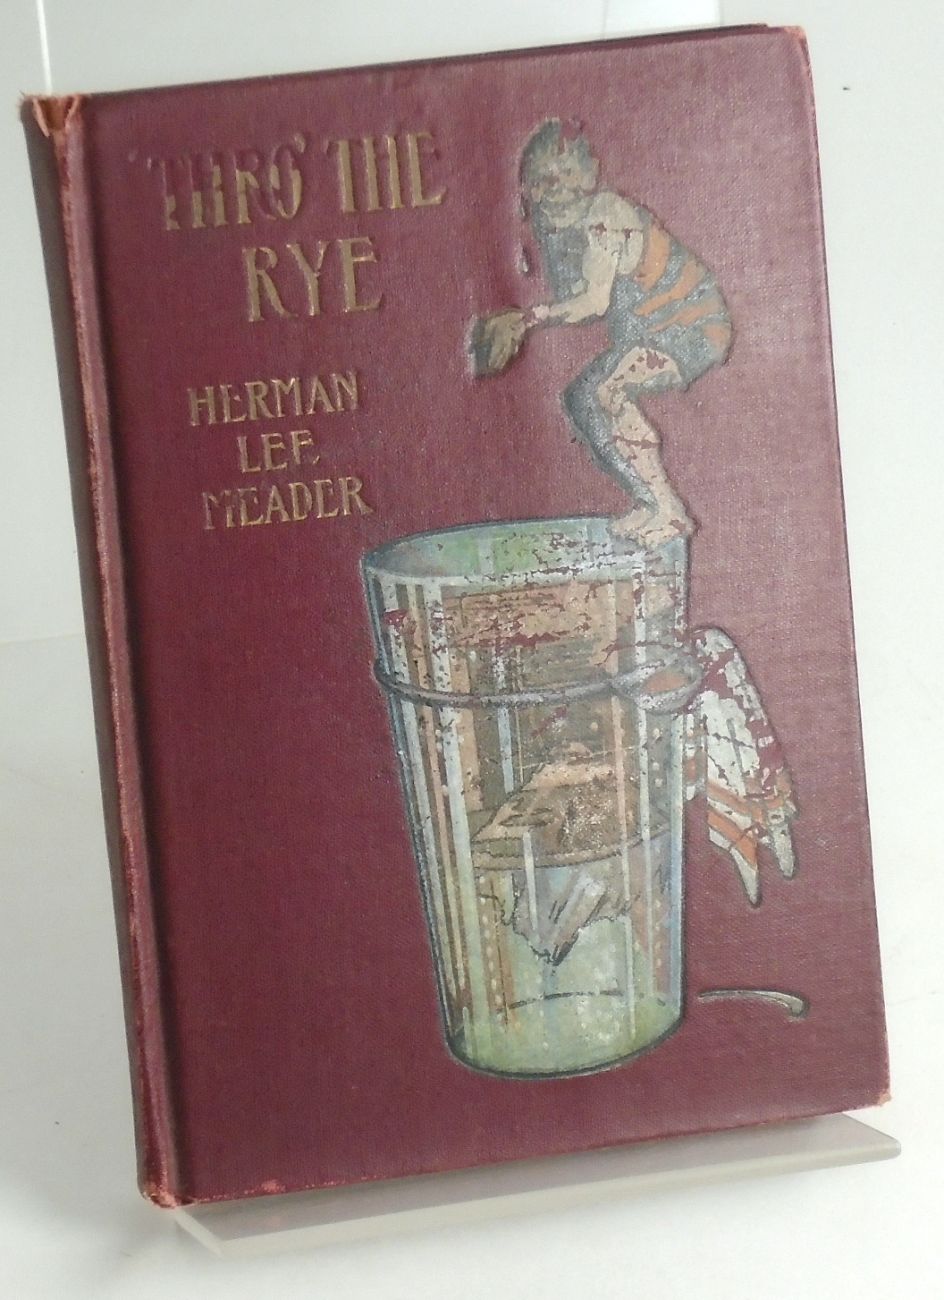 'THRO' THE
RYE
HERMAN
LEE
MEADER